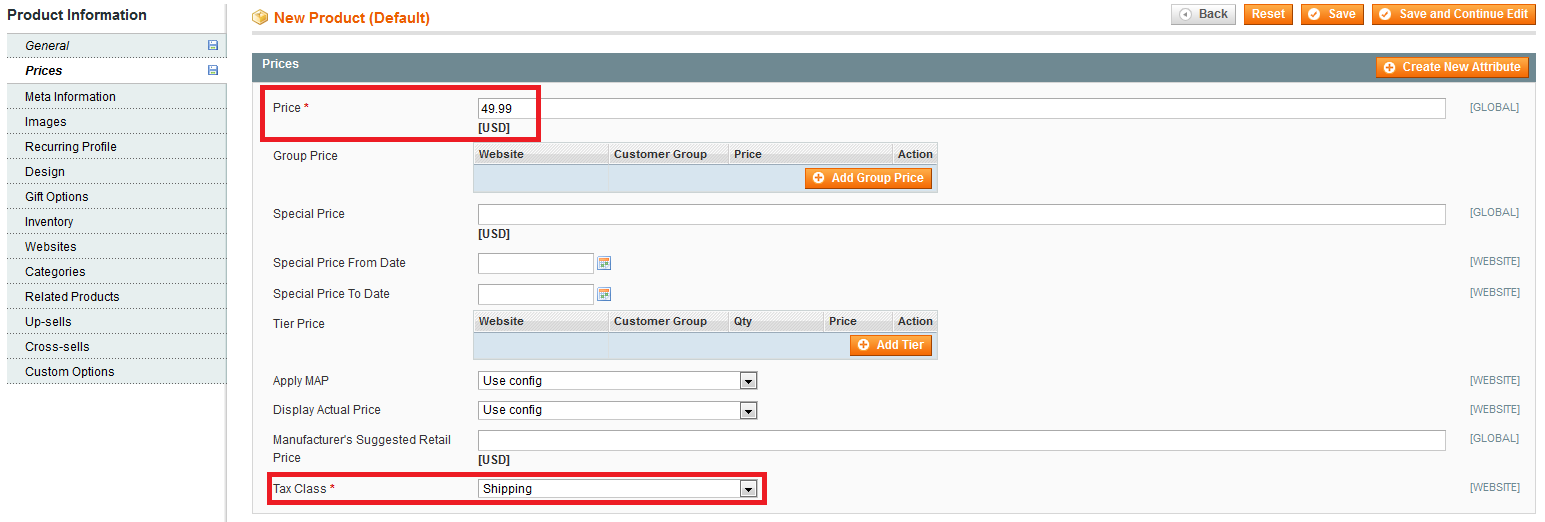 Product Information
General
Prices
Meta Information
Images
Recurring Profile
Design
Gift Options
Inventory
Websites
Categories
Related Products
Up-sells
Cross-sells
Custom Options
New Product (Default)
Back Reset Save Save and Continue Edit
Prices Create New Attribute
Price * 49.99 [GLOBAL]
[USD]
Group Price Website Customer Group Price Action
Add Group Price
Special Price [GLOBAL]
[USD]
Special Price From Date [WEBSITE]
Special Price To Date [WEBSITE]
Tier Price Website Customer Group Qty Price Action
Add Tier
Apply MAP Use config [WEBSITE]
Display Actual Price Use config [WEBSITE]
Manufacturer's Suggested Retail [GLOBAL]
Price [USD]
Tax Class * Shipping [WEBSITE]